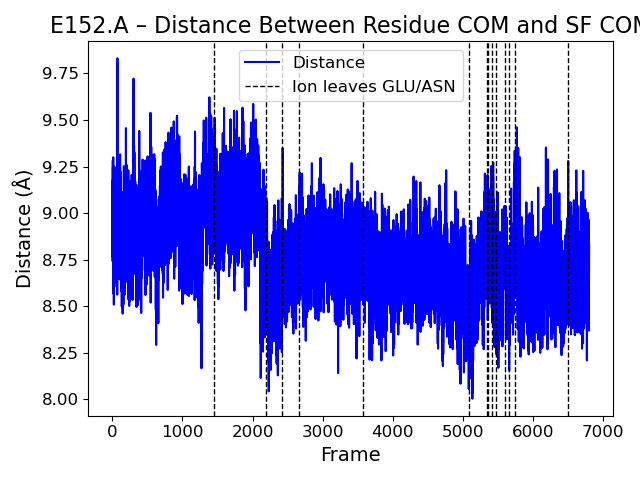 E152.A – Distance Between Residue COM and SF COM
Distance
Ion leaves GLU/ASN
Distance (Å)
9.75
9.50
9.25
9.00
8.75
8.50
8.25
8.00
0 1000 2000 3000 4000 5000 6000 7000
Frame